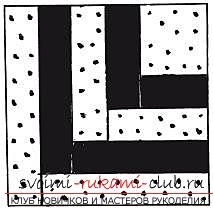 svoimi-rukami-club.ru
КЛУБ НОВИЧКОВ И МАСТЕРОВ РУКОДЕЛИЯ